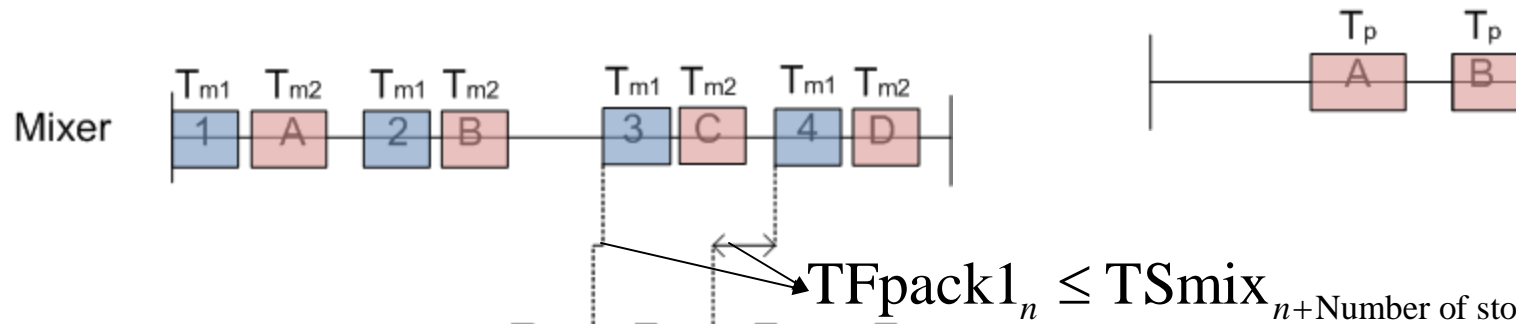 Tp Tp
A B
Tm1 Tm2 Tm1 Tm2 Tm1 Tm2 Tm1 Tm2
Mixer 1 A 2 B 3 C 4 D
TFpack1n ≤ TSmixn+Number of sto